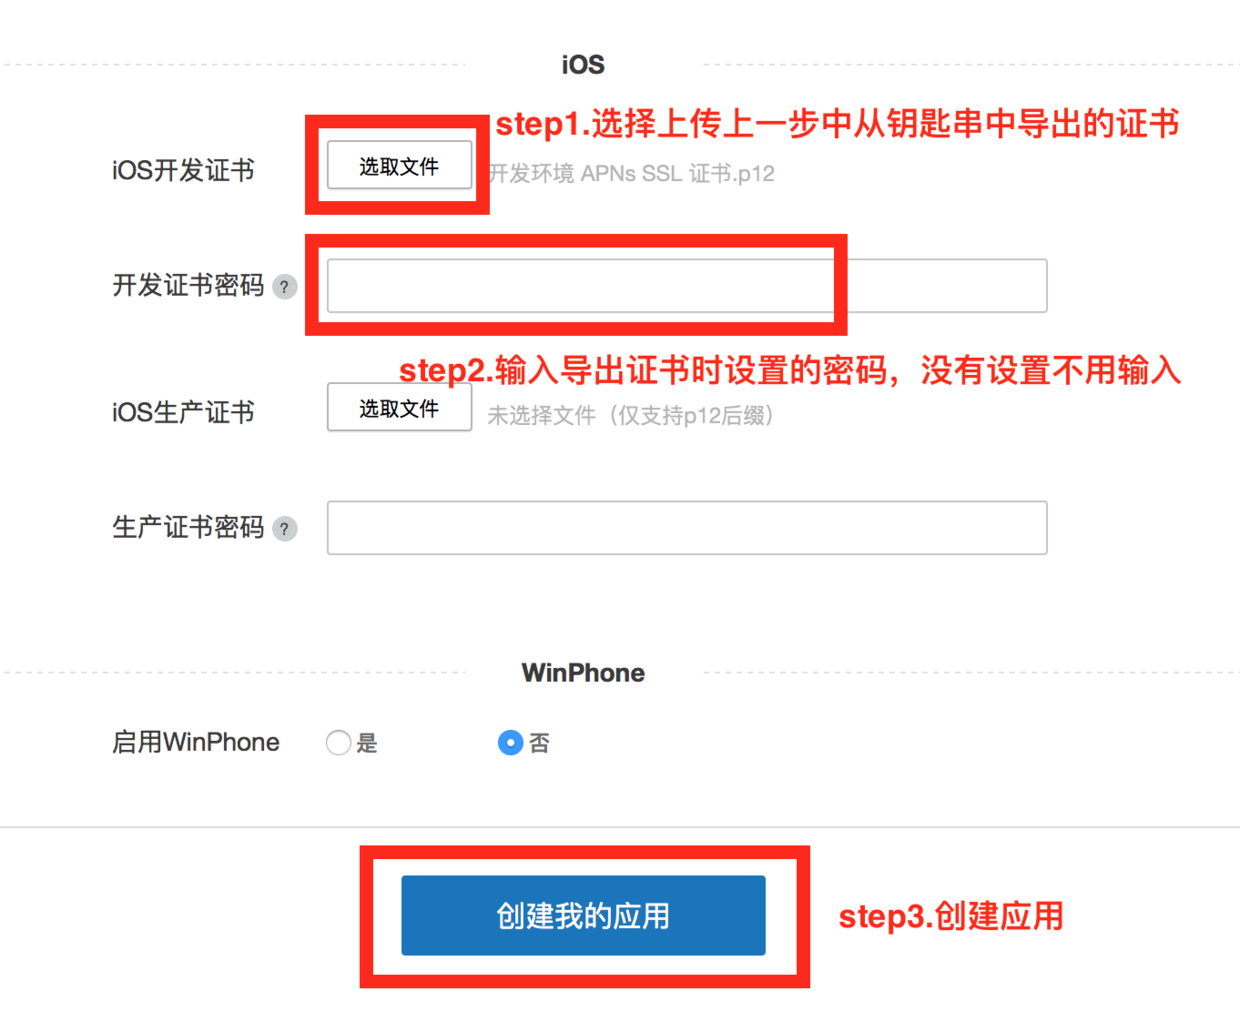 iOS
step1.选择上传上一步中从钥匙串中导出的证书
iOS开发证书 选取文件 开发环境 APNs SSL 证书.p12
开发证书密码 ?
step2.输入导出证书时设置的密码，没有设置不用输入
iOS生产证书 选取文件 未选择文件（仅支持p12后缀）
生产证书密码 ?
WinPhone
启用WinPhone 是 否
创建我的应用 step3.创建应用